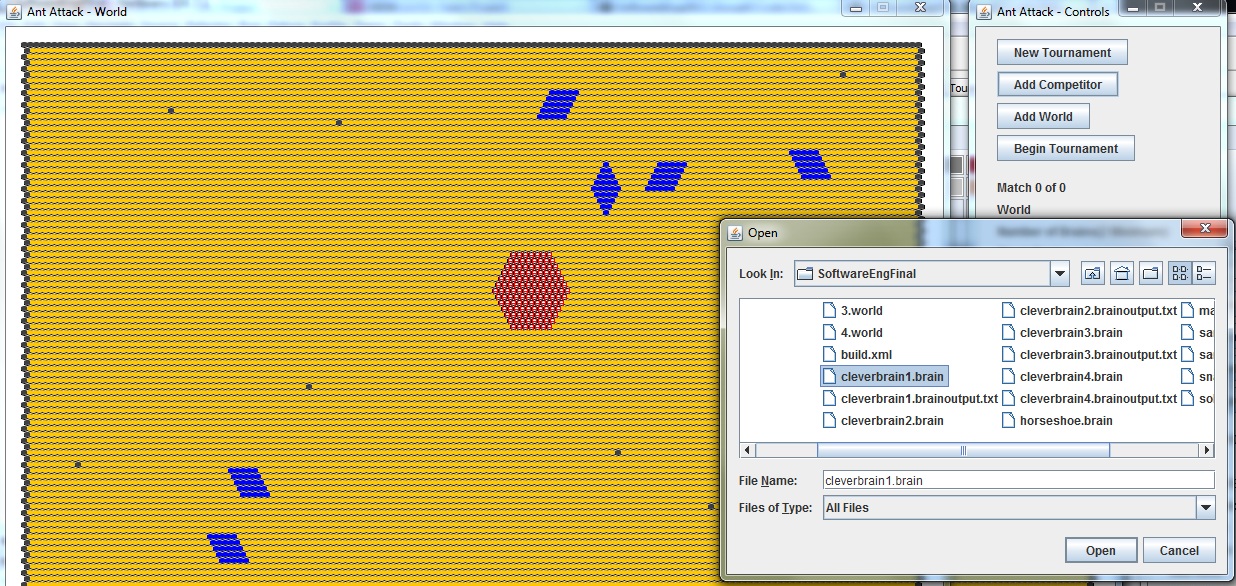 Ant Attack - World
Ant Attack - Controls
New Tournament
Add Competitor
Add World
Begin Tournament
Match 0 of 0
World
Tou
Open
Look In: SoftwareEngFinal
3.world
4.world
build.xml
cleverbrain1.brain
cleverbrain1.brainoutput.txt
cleverbrain2.brain
cleverbrain2.brainoutput.txt
cleverbrain3.brain
cleverbrain3.brainoutput.txt
cleverbrain4.brain
cleverbrain4.brainoutput.txt
horseshoe.brain
ma
sa
sa
sn
so
File Name: cleverbrain1.brain
Files of Type: All Files
Open Cancel